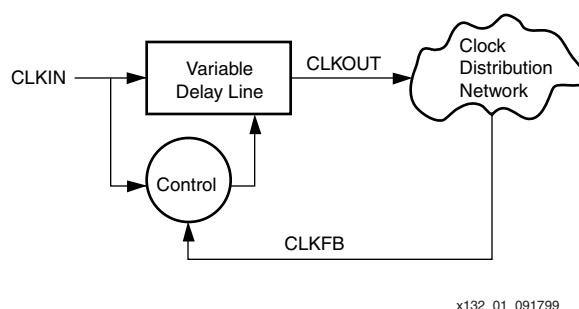 CLKIN
Variable
Delay Line
CLKOUT
Clock
Distribution
Network
Control
CLKFB
x132_01_091799